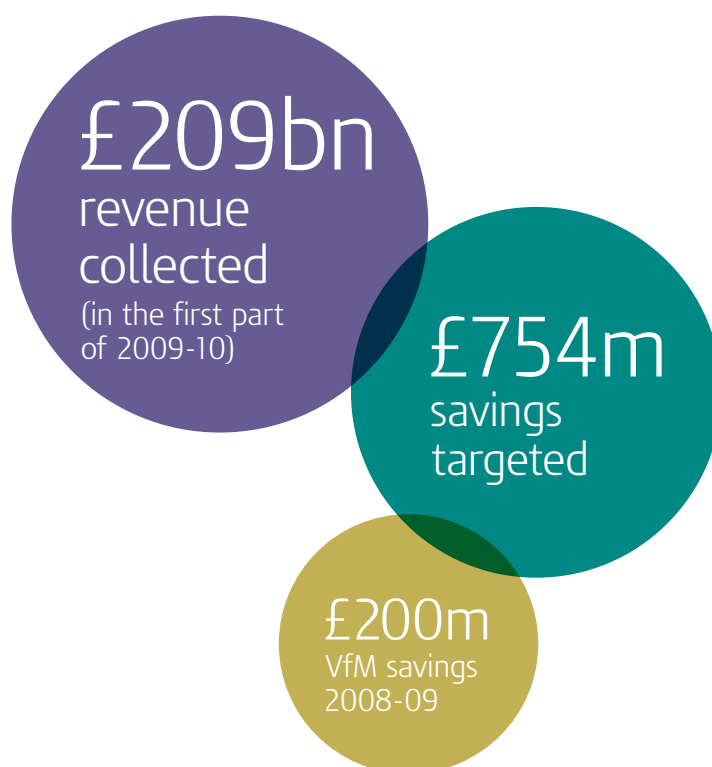 £209bn
revenue
collected
(in the first part
of 2009-10)
£754m
savings
targeted
£200m
VfM savings
2008-09